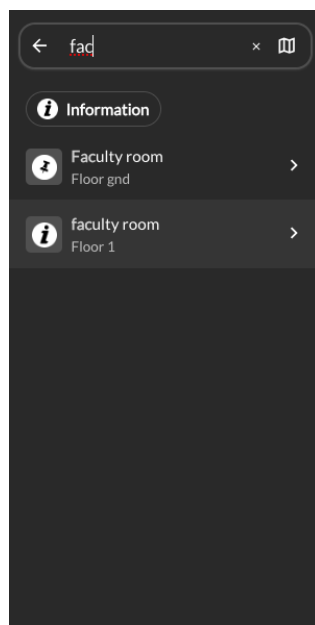 fac
Information
Faculty room
Floor gnd
faculty room
Floor 1